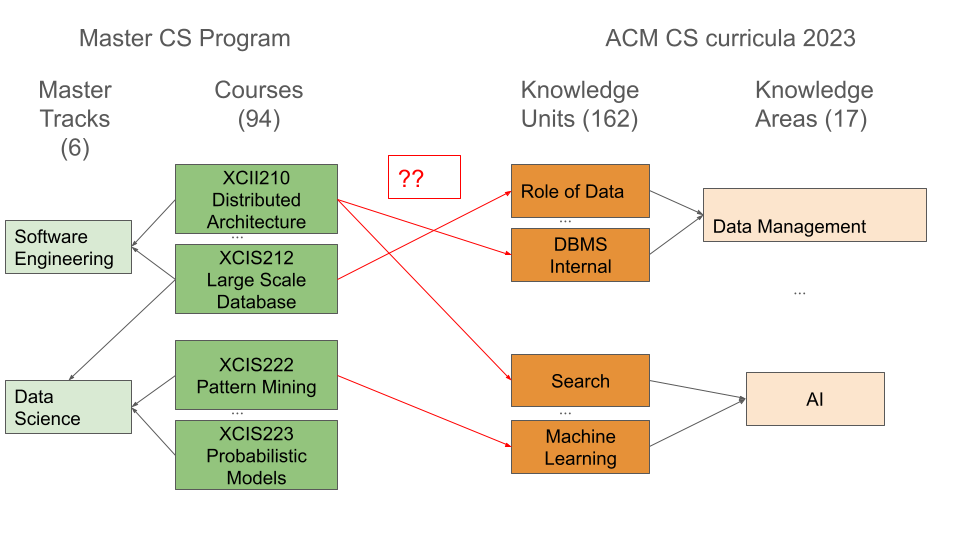 Master CS Program
ACM CS curricula 2023
Master
Tracks
(6)
Courses
(94)
Knowledge
Units (162)
Knowledge
Areas (17)
??
Software
Engineering
Data
Science
XCII210
Distributed
Architecture
...
XCIS212
Large Scale
Database
XCIS222
Pattern Mining
...
XCIS223
Probabilistic
Models
Role of Data
...
DBMS
Internal
Search
...
Machine
Learning
Data Management
...
AI